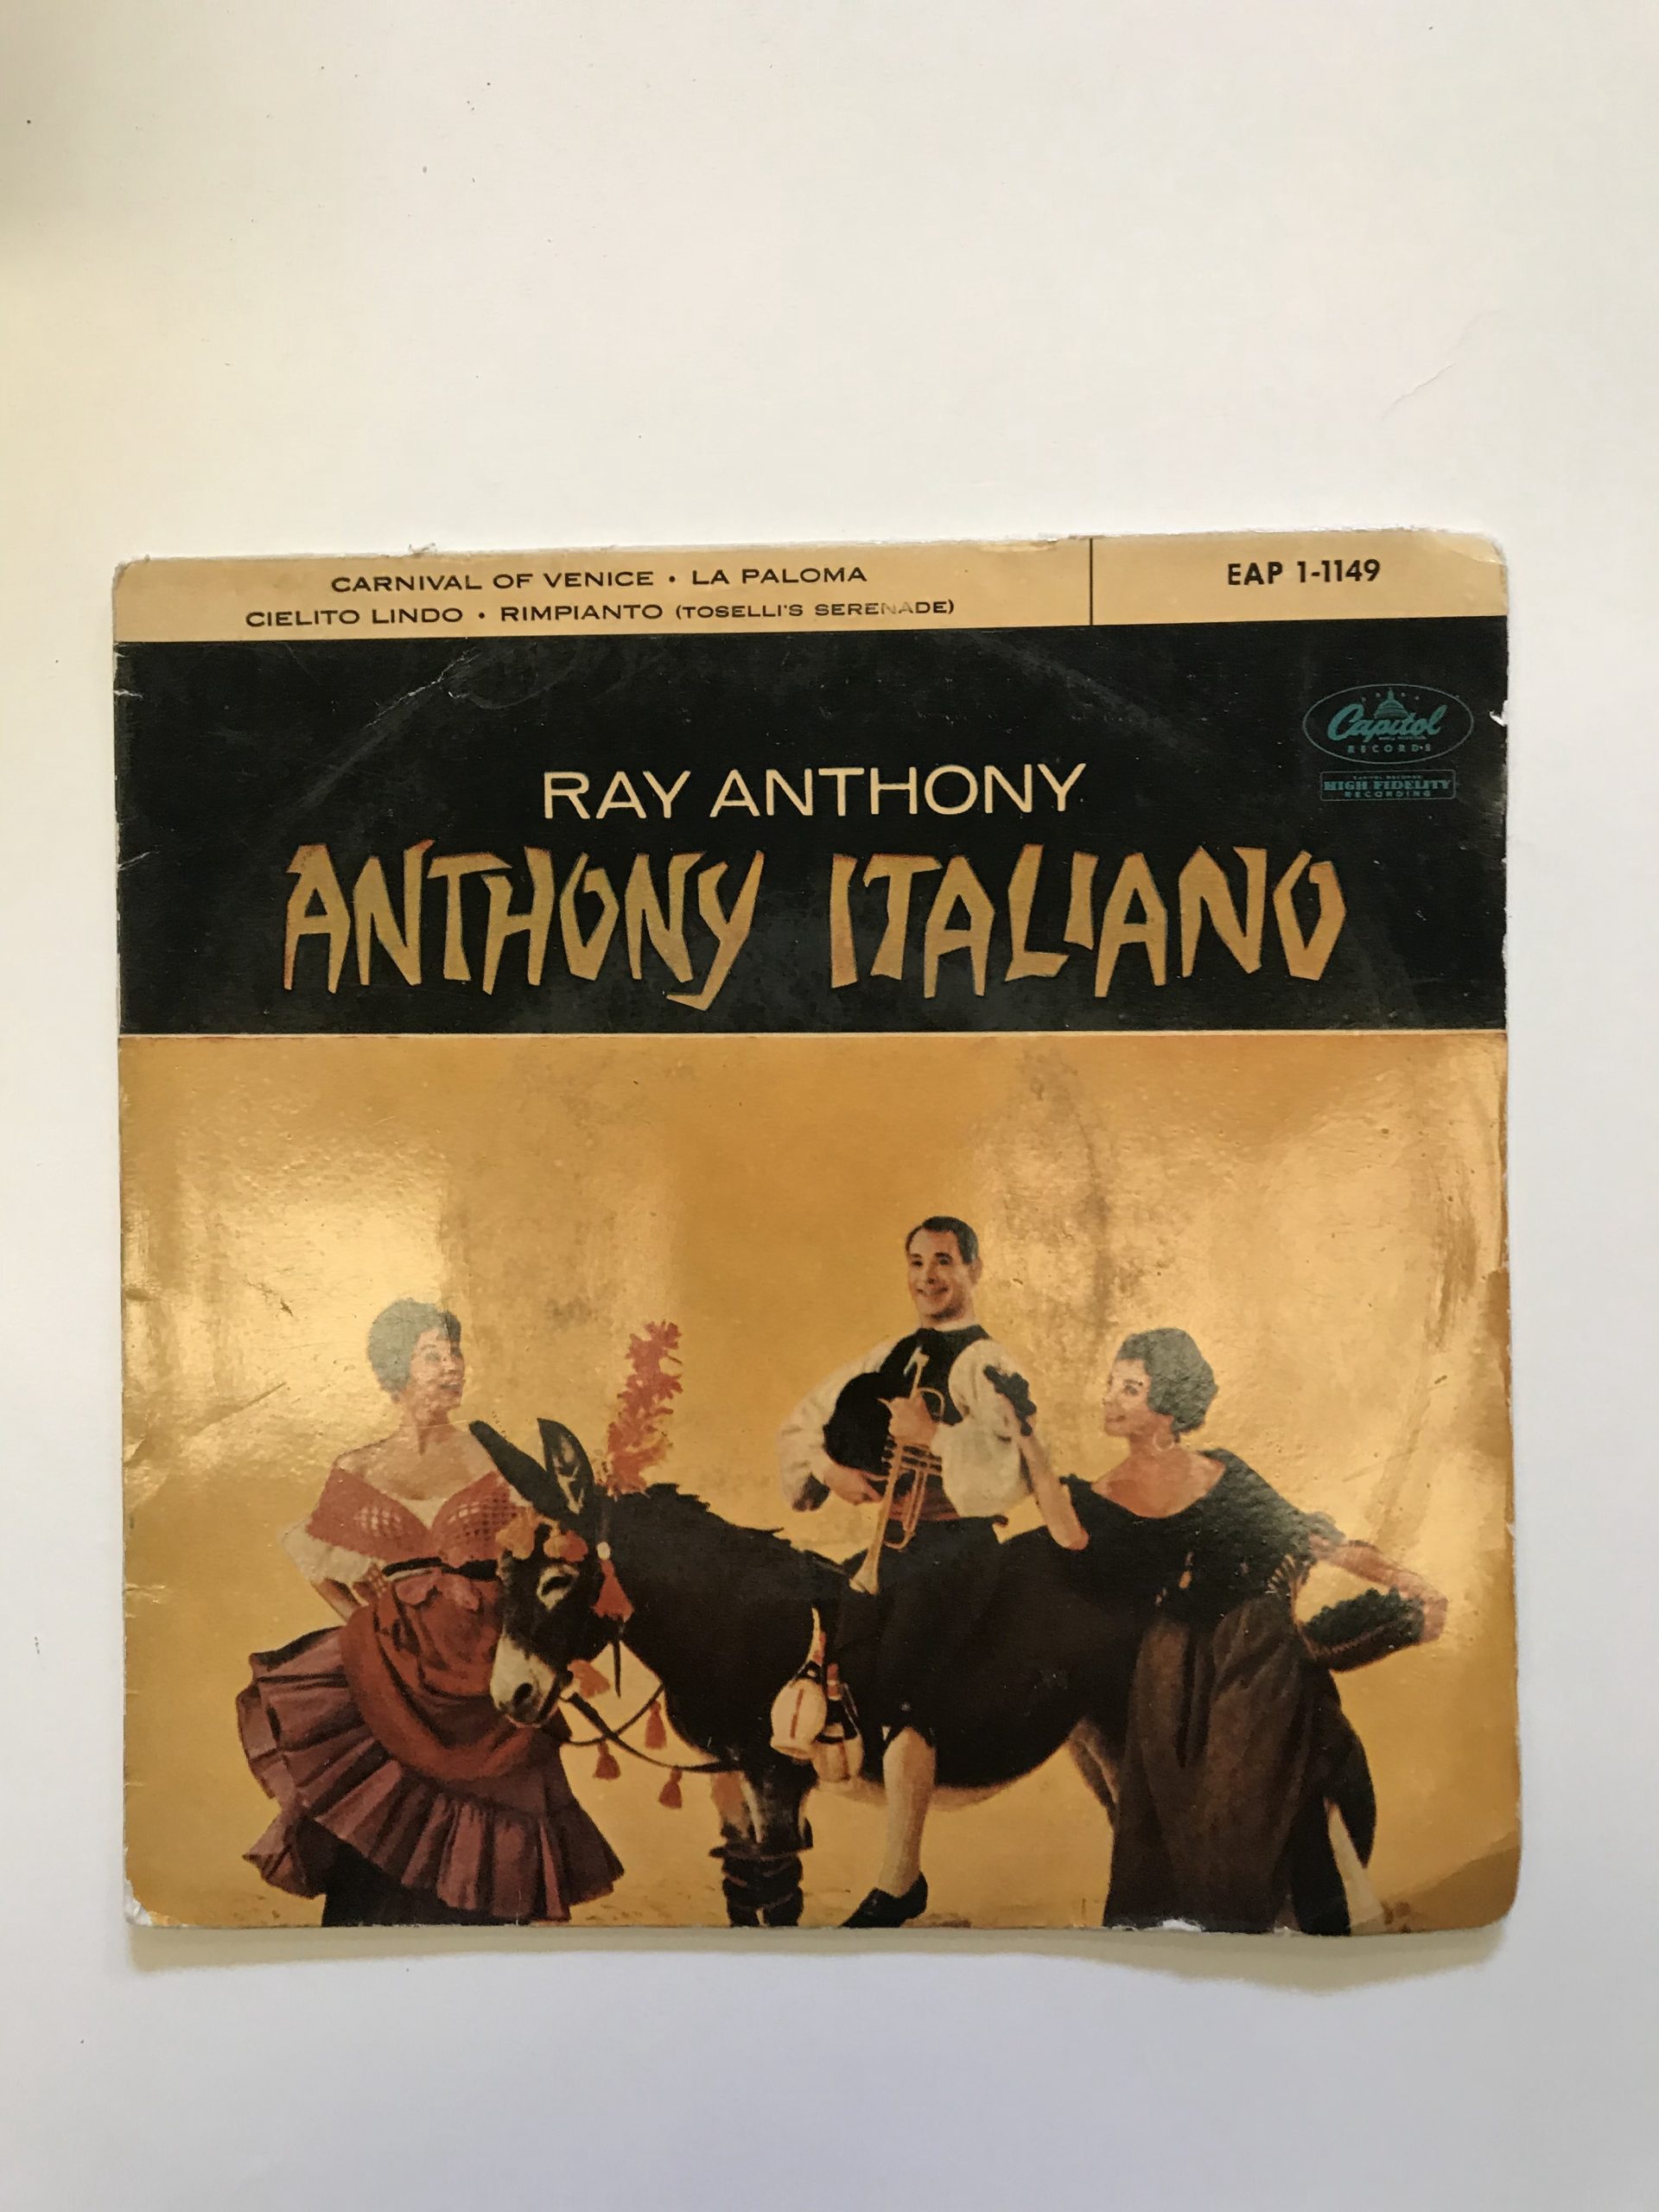 CARNIVAL OF VENICE • LA PALOMA
CIELITO LINDO • RIMPIANTO (TOSELLI'S SERENADE)
EAP 1-1149
Capitol
RECORDS
HIGH FIDELITY
RECORDING
RAY ANTHONY
ANTHONY ITALIANO